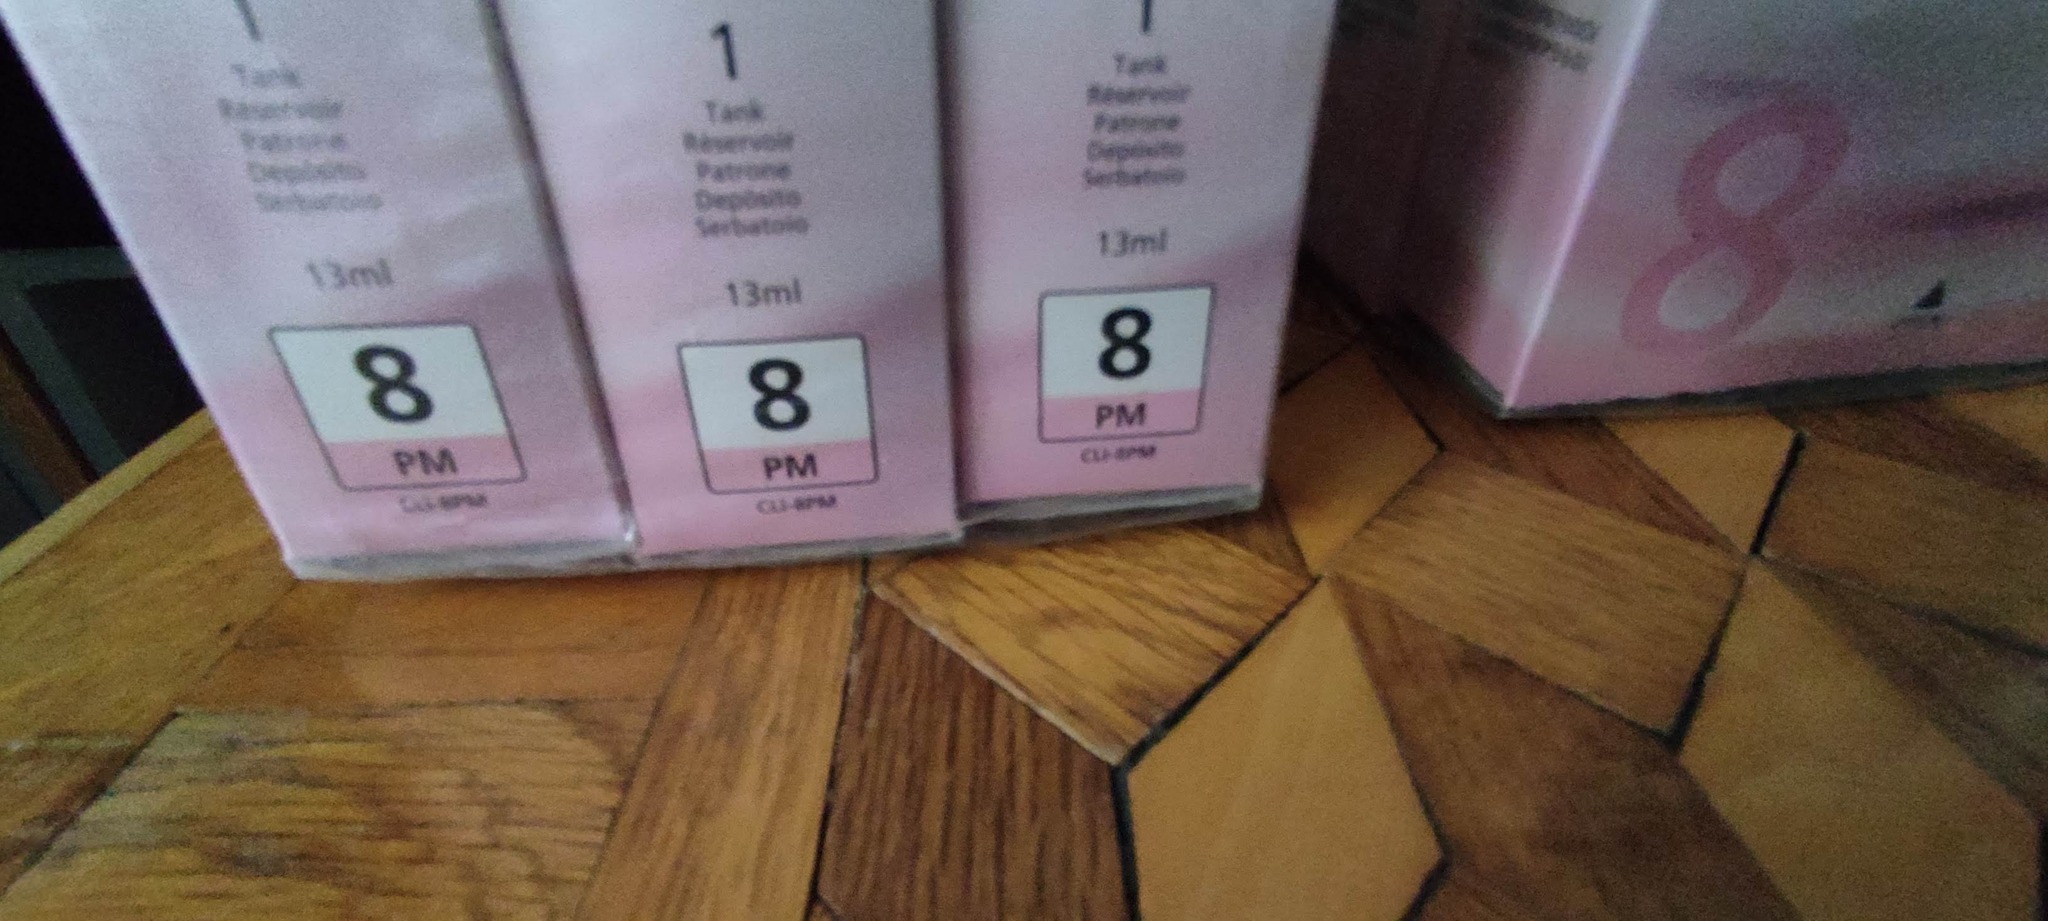 1
Tank
Réservoir
Patrone
Depósito
Serbatoio
13ml
8
PM
CLI-8PM
1
Tank
Réservoir
Patrone
Depósito
Serbatoio
13ml
8
PM
CLI-8PM
1
Tank
Réservoir
Patrone
Depósito
Serbatoio
13ml
8
PM
CLI-8PM
8